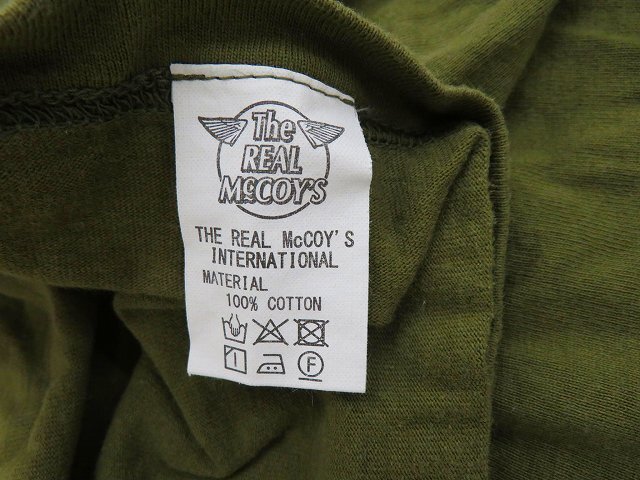 The
REAL
McCOY'S
THE REAL McCOY'S
INTERNATIONAL
MATERIAL
100% COTTON
F